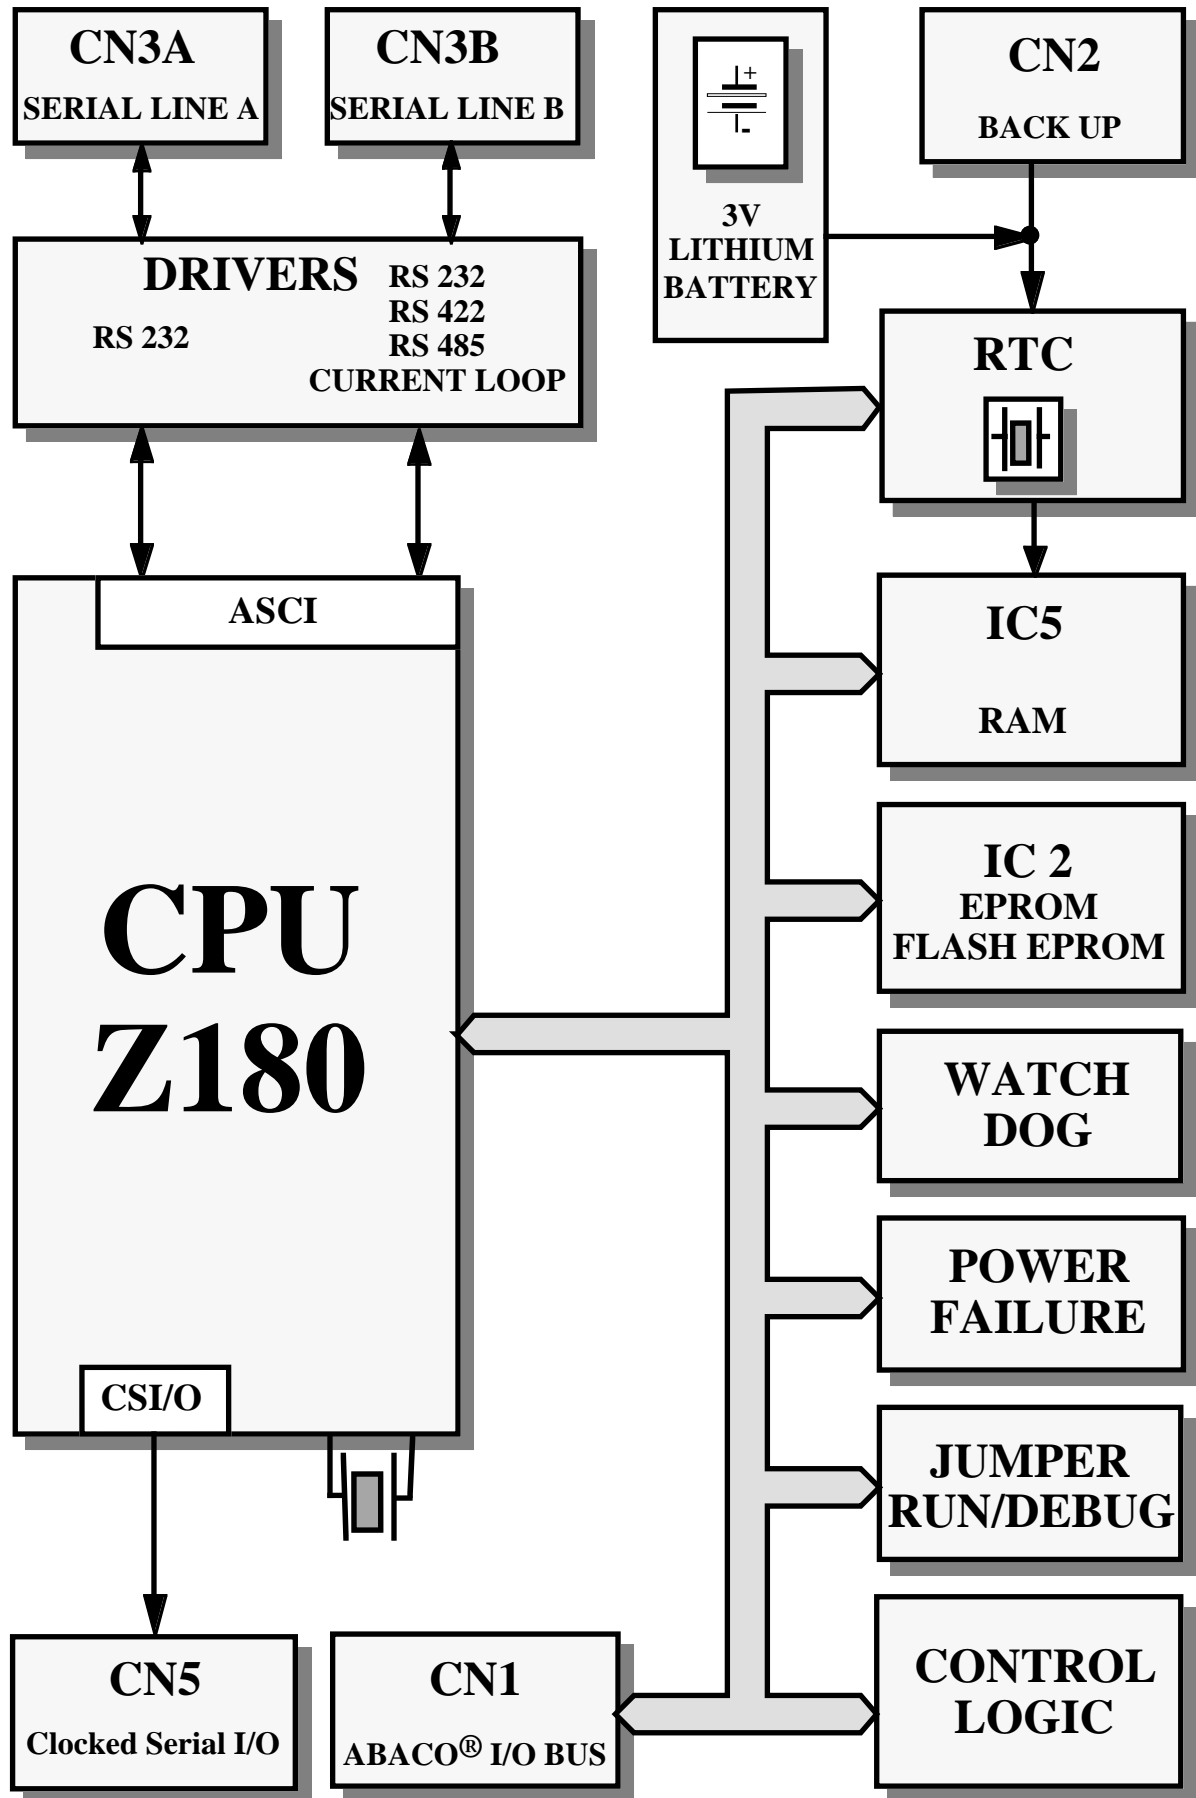 CN3A
SERIAL LINE A
CN3B
SERIAL LINE B
+
-
3V
LITHIUM
BATTERY
CN2
BACK UP
DRIVERS
RS 232
RS 232
RS 422
RS 485
CURRENT LOOP
RTC
ASCI
IC5
RAM
CPU
Z180
IC 2
EPROM
FLASH EPROM
WATCH
DOG
POWER
FAILURE
CSI/O
JUMPER
RUN/DEBUG
CN5
Clocked Serial I/O
CN1
ABACO® I/O BUS
CONTROL
LOGIC